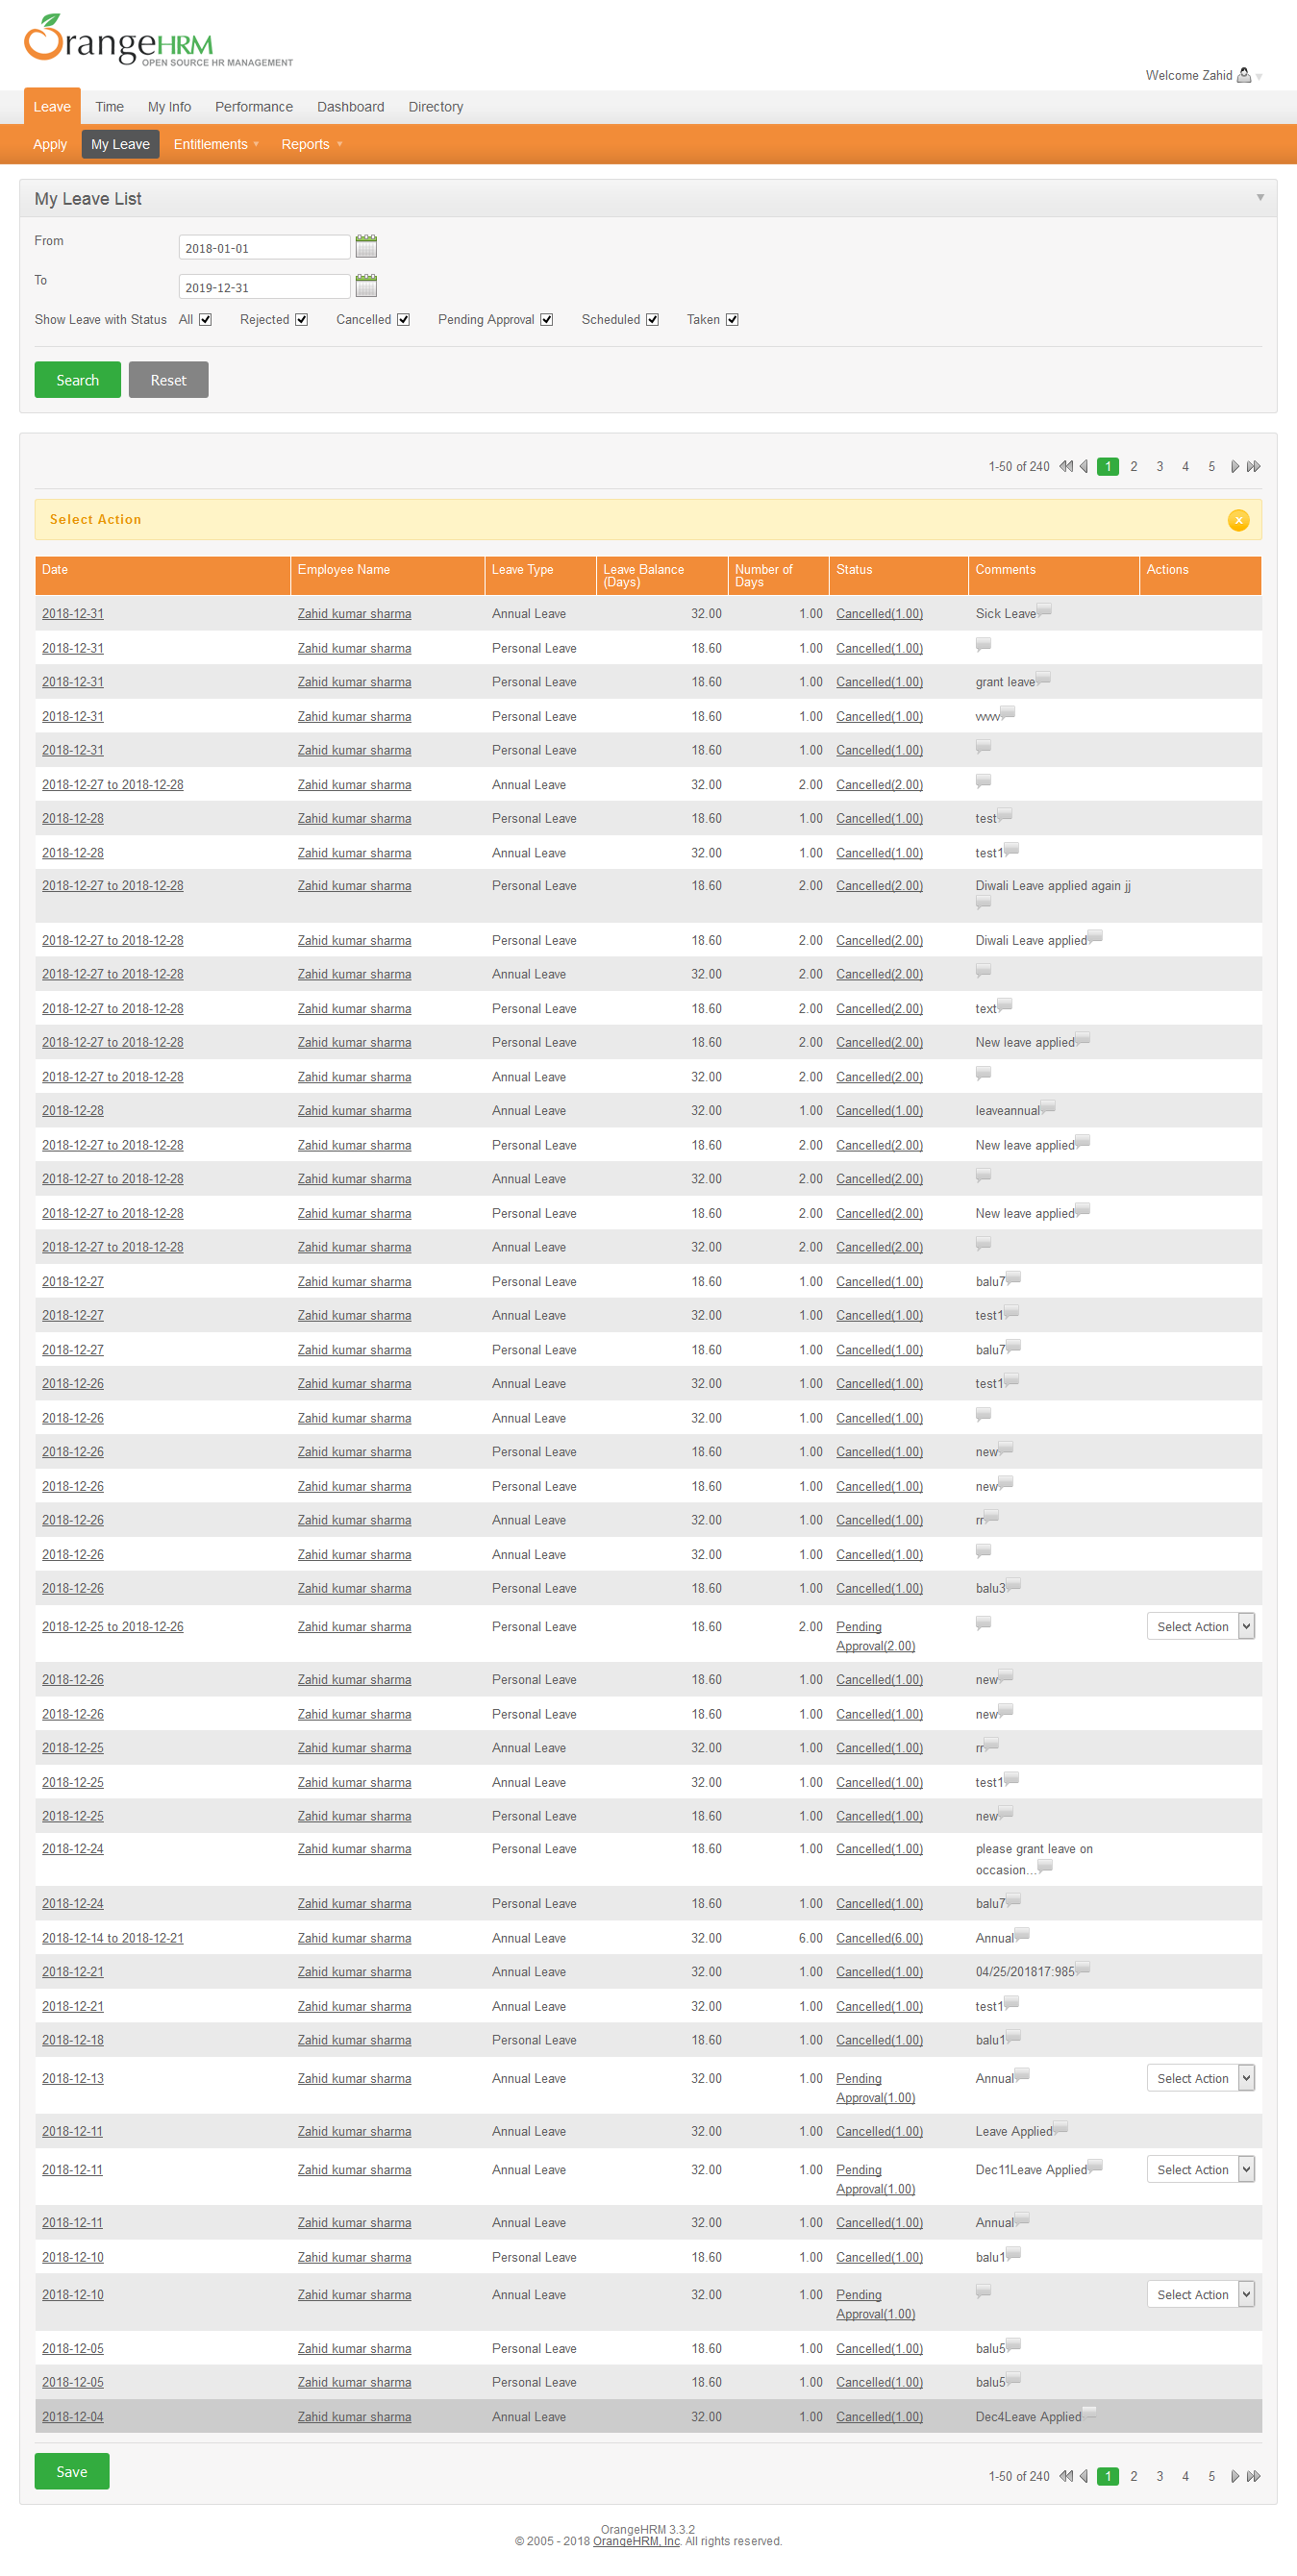 OrangeHRM
OPEN SOURCE HR MANAGEMENT
Welcome Zahid
Leave Time My Info Performance Dashboard Directory
Apply My Leave Entitlements Reports
My Leave List
From 2018-01-01
To 2019-12-31
Show Leave with Status All Rejected Cancelled Pending Approval Scheduled Taken
Search Reset
1-50 of 240 1 2 3 4 5
Select Action x
Date Employee Name Leave Type Leave Balance (Days) Number of Days Status Comments Actions
2018-12-31 Zahid kumar sharma Annual Leave 32.00 1.00 Cancelled(1.00) Sick Leave
2018-12-31 Zahid kumar sharma Personal Leave 18.60 1.00 Cancelled(1.00)
2018-12-31 Zahid kumar sharma Personal Leave 18.60 1.00 Cancelled(1.00) grant leave
2018-12-31 Zahid kumar sharma Personal Leave 18.60 1.00 Cancelled(1.00)
2018-12-31 Zahid kumar sharma Personal Leave 18.60 1.00 Cancelled(1.00)
2018-12-27 to 2018-12-28 Zahid kumar sharma Annual Leave 32.00 2.00 Cancelled(2.00)
2018-12-28 Zahid kumar sharma Personal Leave 18.60 1.00 Cancelled(1.00) test
2018-12-28 Zahid kumar sharma Annual Leave 32.00 1.00 Cancelled(1.00) test1
2018-12-27 to 2018-12-28 Zahid kumar sharma Personal Leave 18.60 2.00 Cancelled(2.00) Diwali Leave applied again jj
2018-12-27 to 2018-12-28 Zahid kumar sharma Personal Leave 18.60 2.00 Cancelled(2.00) Diwali Leave applied
2018-12-27 to 2018-12-28 Zahid kumar sharma Annual Leave 32.00 2.00 Cancelled(2.00)
2018-12-27 to 2018-12-28 Zahid kumar sharma Personal Leave 18.60 2.00 Cancelled(2.00) text
2018-12-27 to 2018-12-28 Zahid kumar sharma Personal Leave 18.60 2.00 Cancelled(2.00) New leave applied
2018-12-27 to 2018-12-28 Zahid kumar sharma Annual Leave 32.00 2.00 Cancelled(2.00)
2018-12-28 Zahid kumar sharma Annual Leave 32.00 1.00 Cancelled(1.00) leaveannual
2018-12-27 to 2018-12-28 Zahid kumar sharma Personal Leave 18.60 2.00 Cancelled(2.00) New leave applied
2018-12-27 to 2018-12-28 Zahid kumar sharma Annual Leave 32.00 2.00 Cancelled(2.00)
2018-12-27 to 2018-12-28 Zahid kumar sharma Personal Leave 18.60 2.00 Cancelled(2.00) New leave applied
2018-12-27 to 2018-12-28 Zahid kumar sharma Annual Leave 32.00 2.00 Cancelled(2.00)
2018-12-27 Zahid kumar sharma Personal Leave 18.60 1.00 Cancelled(1.00) balu7
2018-12-27 Zahid kumar sharma Annual Leave 32.00 1.00 Cancelled(1.00) test1
2018-12-27 Zahid kumar sharma Personal Leave 18.60 1.00 Cancelled(1.00) balu7
2018-12-26 Zahid kumar sharma Annual Leave 32.00 1.00 Cancelled(1.00) test1
2018-12-26 Zahid kumar sharma Annual Leave 32.00 1.00 Cancelled(1.00)
2018-12-26 Zahid kumar sharma Personal Leave 18.60 1.00 Cancelled(1.00) new
2018-12-26 Zahid kumar sharma Personal Leave 18.60 1.00 Cancelled(1.00) new
2018-12-26 Zahid kumar sharma Annual Leave 32.00 1.00 Cancelled(1.00) rr
2018-12-26 Zahid kumar sharma Annual Leave 32.00 1.00 Cancelled(1.00)
2018-12-26 Zahid kumar sharma Personal Leave 18.60 1.00 Cancelled(1.00) balu3
2018-12-25 to 2018-12-26 Zahid kumar sharma Personal Leave 18.60 2.00 Pending Approval(2.00) Select Action
2018-12-26 Zahid kumar sharma Personal Leave 18.60 1.00 Cancelled(1.00) new
2018-12-26 Zahid kumar sharma Personal Leave 18.60 1.00 Cancelled(1.00) new
2018-12-25 Zahid kumar sharma Annual Leave 32.00 1.00 Cancelled(1.00) rr
2018-12-25 Zahid kumar sharma Annual Leave 32.00 1.00 Cancelled(1.00) test1
2018-12-25 Zahid kumar sharma Personal Leave 18.60 1.00 Cancelled(1.00) new
2018-12-24 Zahid kumar sharma Personal Leave 18.60 1.00 Cancelled(1.00) please grant leave on occasion...
2018-12-24 Zahid kumar sharma Personal Leave 18.60 1.00 Cancelled(1.00) balu7
2018-12-14 to 2018-12-21 Zahid kumar sharma Annual Leave 32.00 6.00 Cancelled(6.00) Annual
2018-12-21 Zahid kumar sharma Annual Leave 32.00 1.00 Cancelled(1.00) 04/25/201817:985
2018-12-21 Zahid kumar sharma Annual Leave 32.00 1.00 Cancelled(1.00) test1
2018-12-18 Zahid kumar sharma Personal Leave 18.60 1.00 Cancelled(1.00) balu1
2018-12-13 Zahid kumar sharma Annual Leave 32.00 1.00 Pending Approval(1.00) Annual Select Action
2018-12-11 Zahid kumar sharma Annual Leave 32.00 1.00 Cancelled(1.00) Leave Applied
2018-12-11 Zahid kumar sharma Annual Leave 32.00 1.00 Pending Approval(1.00) Dec11Leave Applied Select Action
2018-12-11 Zahid kumar sharma Annual Leave 32.00 1.00 Cancelled(1.00) Annual
2018-12-10 Zahid kumar sharma Personal Leave 18.60 1.00 Cancelled(1.00) balu1
2018-12-10 Zahid kumar sharma Annual Leave 32.00 1.00 Pending Approval(1.00) Select Action
2018-12-05 Zahid kumar sharma Personal Leave 18.60 1.00 Cancelled(1.00) balu5
2018-12-05 Zahid kumar sharma Personal Leave 18.60 1.00 Cancelled(1.00) balu5
2018-12-04 Zahid kumar sharma Annual Leave 32.00 1.00 Cancelled(1.00) Dec4Leave Applied
Save
1-50 of 240 1 2 3 4 5
OrangeHRM 3.3.2
© 2005 - 2018 OrangeHRM, Inc. All rights reserved.